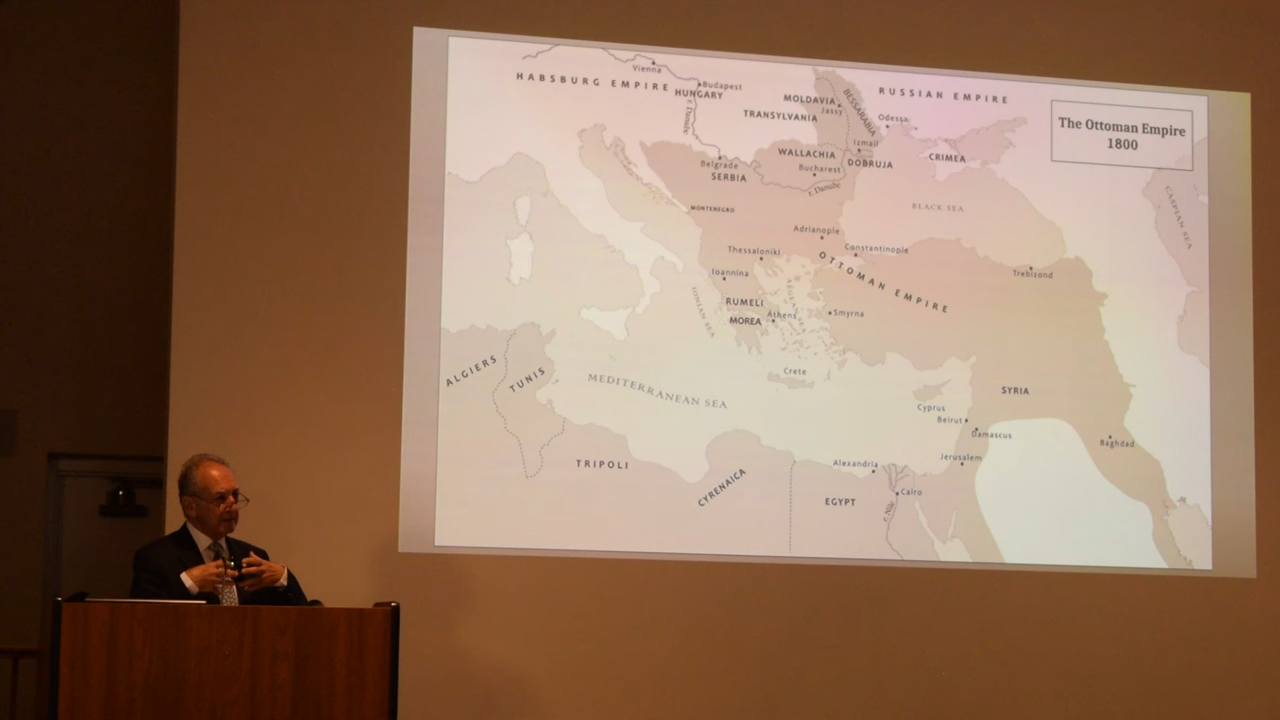 The Ottoman Empire
1800
Vienna
HABSBURG EMPIRE
Budapest
HUNGARY
r. Danube
MOLDAVIA
Jassy
BESSARABIA
TRANSYLVANIA
RUSSIAN EMPIRE
Odessa
Izmail
WALLACHIA
Bucharest
DOBRUJA
CRIMEA
Belgrade
SERBIA
r. Danube
MONTENEGRO
BLACK SEA
CASPIAN SEA
Adrianople
Constantinople
Thessaloniki
OTTOMAN EMPIRE
Trebizond
Ioannina
IONIAN SEA
AEGEAN SEA
RUMELI
MOREA
Athens
Smyrna
ALGIERS
TUNIS
MEDITERRANEAN SEA
Crete
SYRIA
Cyprus
Beirut
Damascus
Baghdad
Jerusalem
TRIPOLI
CYRENAICA
Alexandria
Cairo
EGYPT
r. Nile